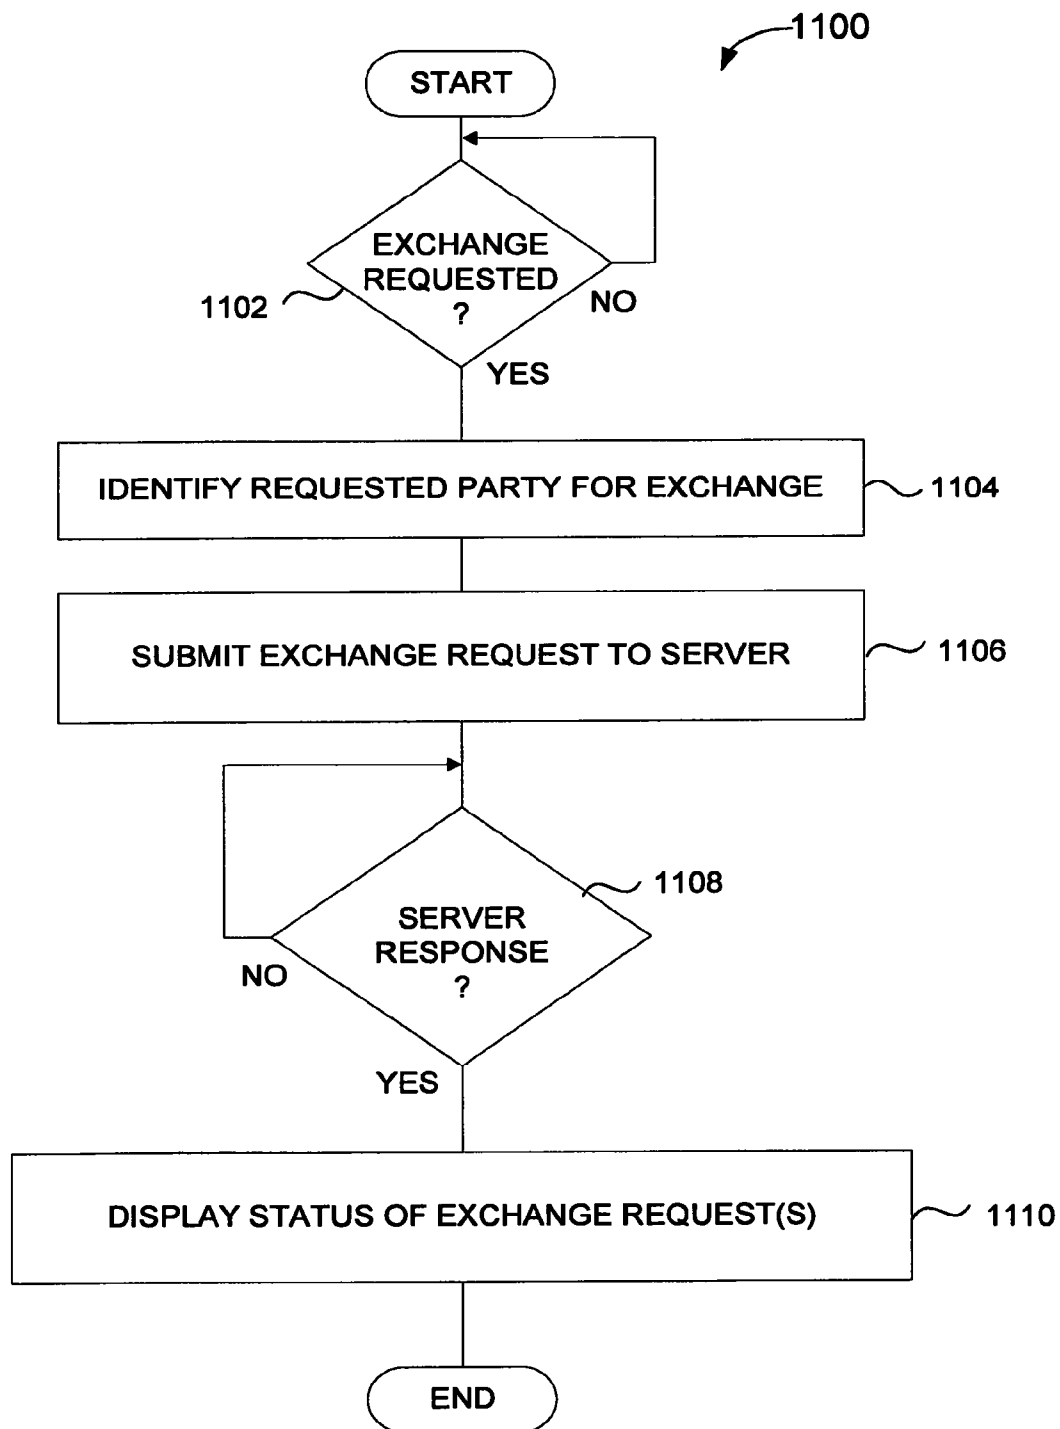 1100
START
EXCHANGE
REQUESTED
?
1102
NO
YES
IDENTIFY REQUESTED PARTY FOR EXCHANGE
1104
SUBMIT EXCHANGE REQUEST TO SERVER
1106
1108
SERVER
RESPONSE
?
NO
YES
DISPLAY STATUS OF EXCHANGE REQUEST(S)
1110
END